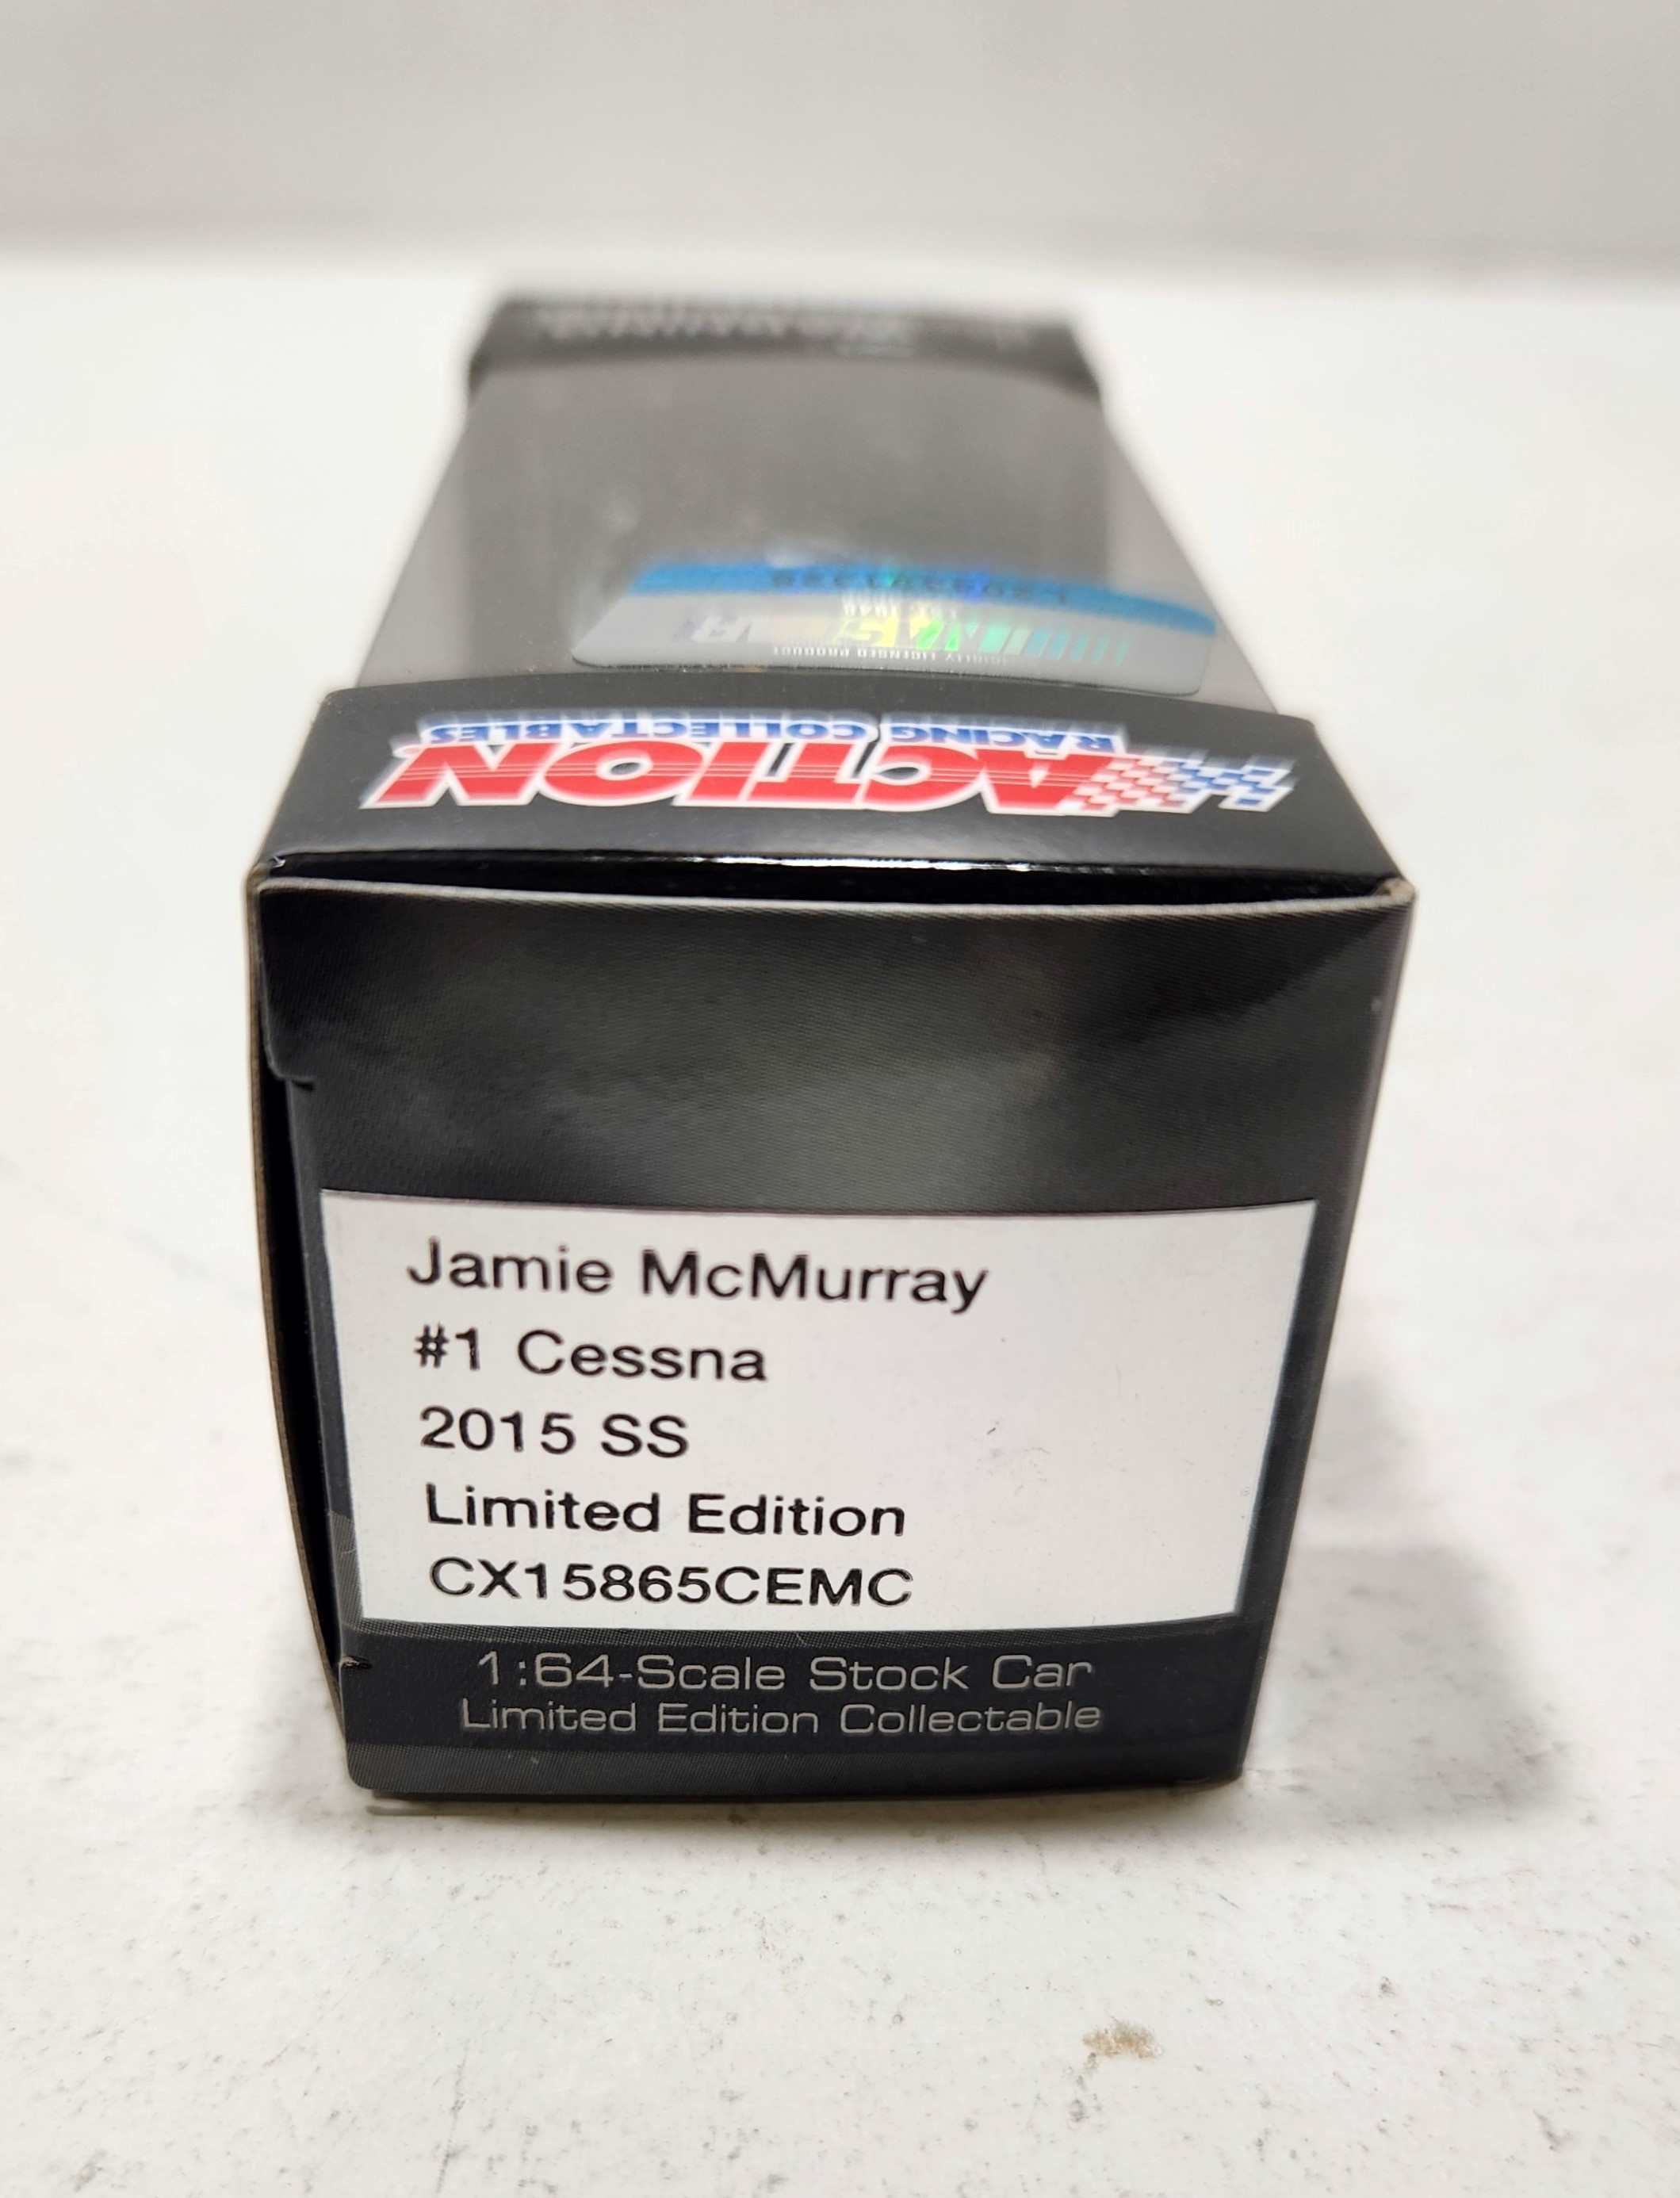 ACTION
RACING COLLECTABLES
Jamie McMurray
#1 Cessna
2015 SS
Limited Edition
CX15865CEMC
1:64-Scale Stock Car
Limited Edition Collectable